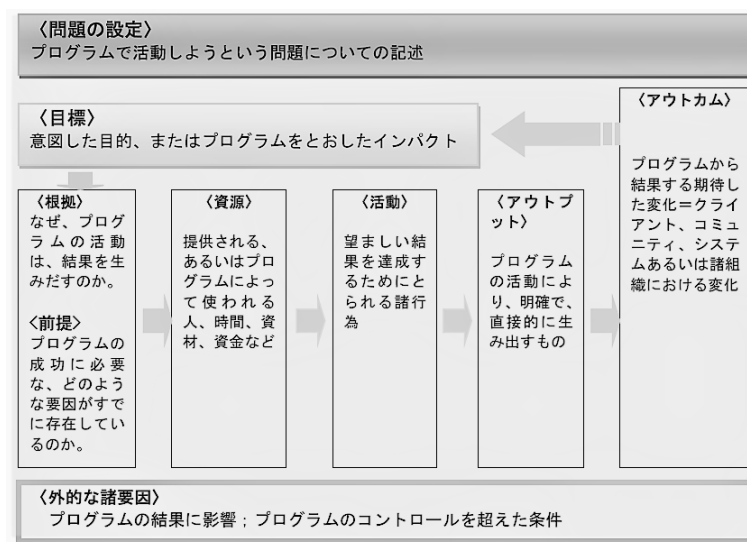 〈問題の設定〉
プログラムで活動しようという問題についての記述
〈目標〉
意図した目的、またはプログラムをとおしたインパクト
〈根拠〉
なぜ、プログ
ラムの活動
は、結果を生
みだすのか。
〈前提〉
プログラムの
成功に必要
な、どのよう
な要因がすで
に存在してい
るのか。
〈資源〉
提供される、
あるいはプロ
グラムによっ
て使われる
人、時間、資
材、資金など
〈活動〉
望ましい結
果を達成す
るためにと
られる諸行
為
〈アウトプ
ット〉
プログラム
の活動によ
り、明確で、
直接的に生
み出すもの
〈アウトカム〉
プログラムから
結果する期待し
た変化＝クライ
アント、コミュ
ニティ、システ
ムあるいは諸組
織における変化
〈外的な諸要因〉
プログラムの結果に影響；プログラムのコントロールを超えた条件